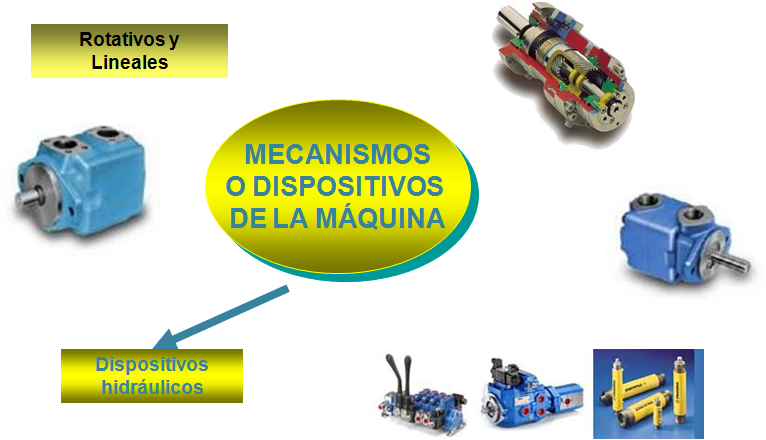 Rotativos y
Lineales
MECANISMOS
O DISPOSITIVOS
DE LA MÁQUINA
Dispositivos
hidráulicos